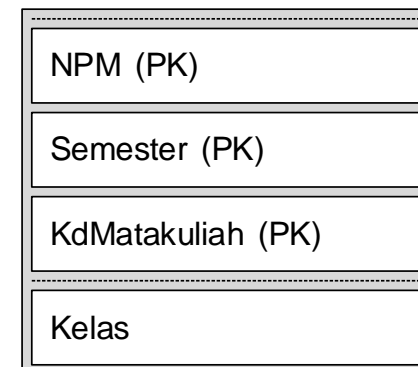 NPM (PK)
Semester (PK)
KdMatakuliah (PK)
Kelas